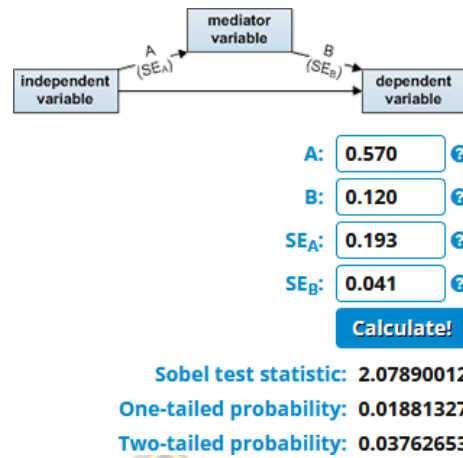 mediator
variable
A
(SEA)
B
(SEB)
independent
variable
dependent
variable
A: 0.570 ?
B: 0.120 ?
SEA: 0.193 ?
SEB: 0.041 ?
Calculate!
Sobel test statistic: 2.07890012
One-tailed probability: 0.01881327
Two-tailed probability: 0.03762653